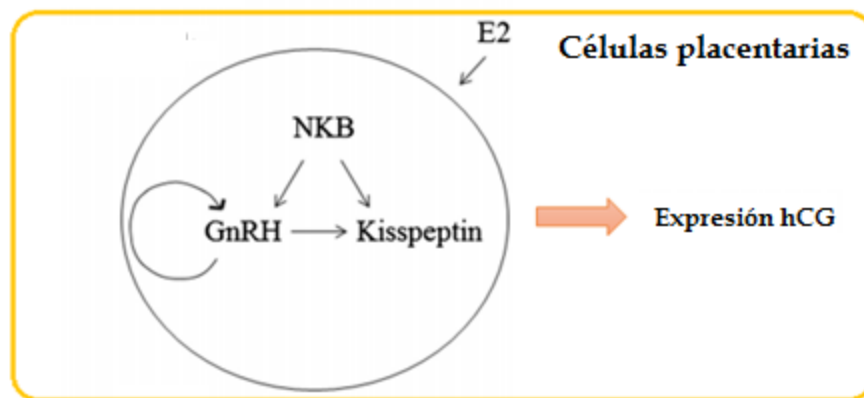 E2
Células placentarias
NKB
GnRH
Kisspeptin
Expresión hCG